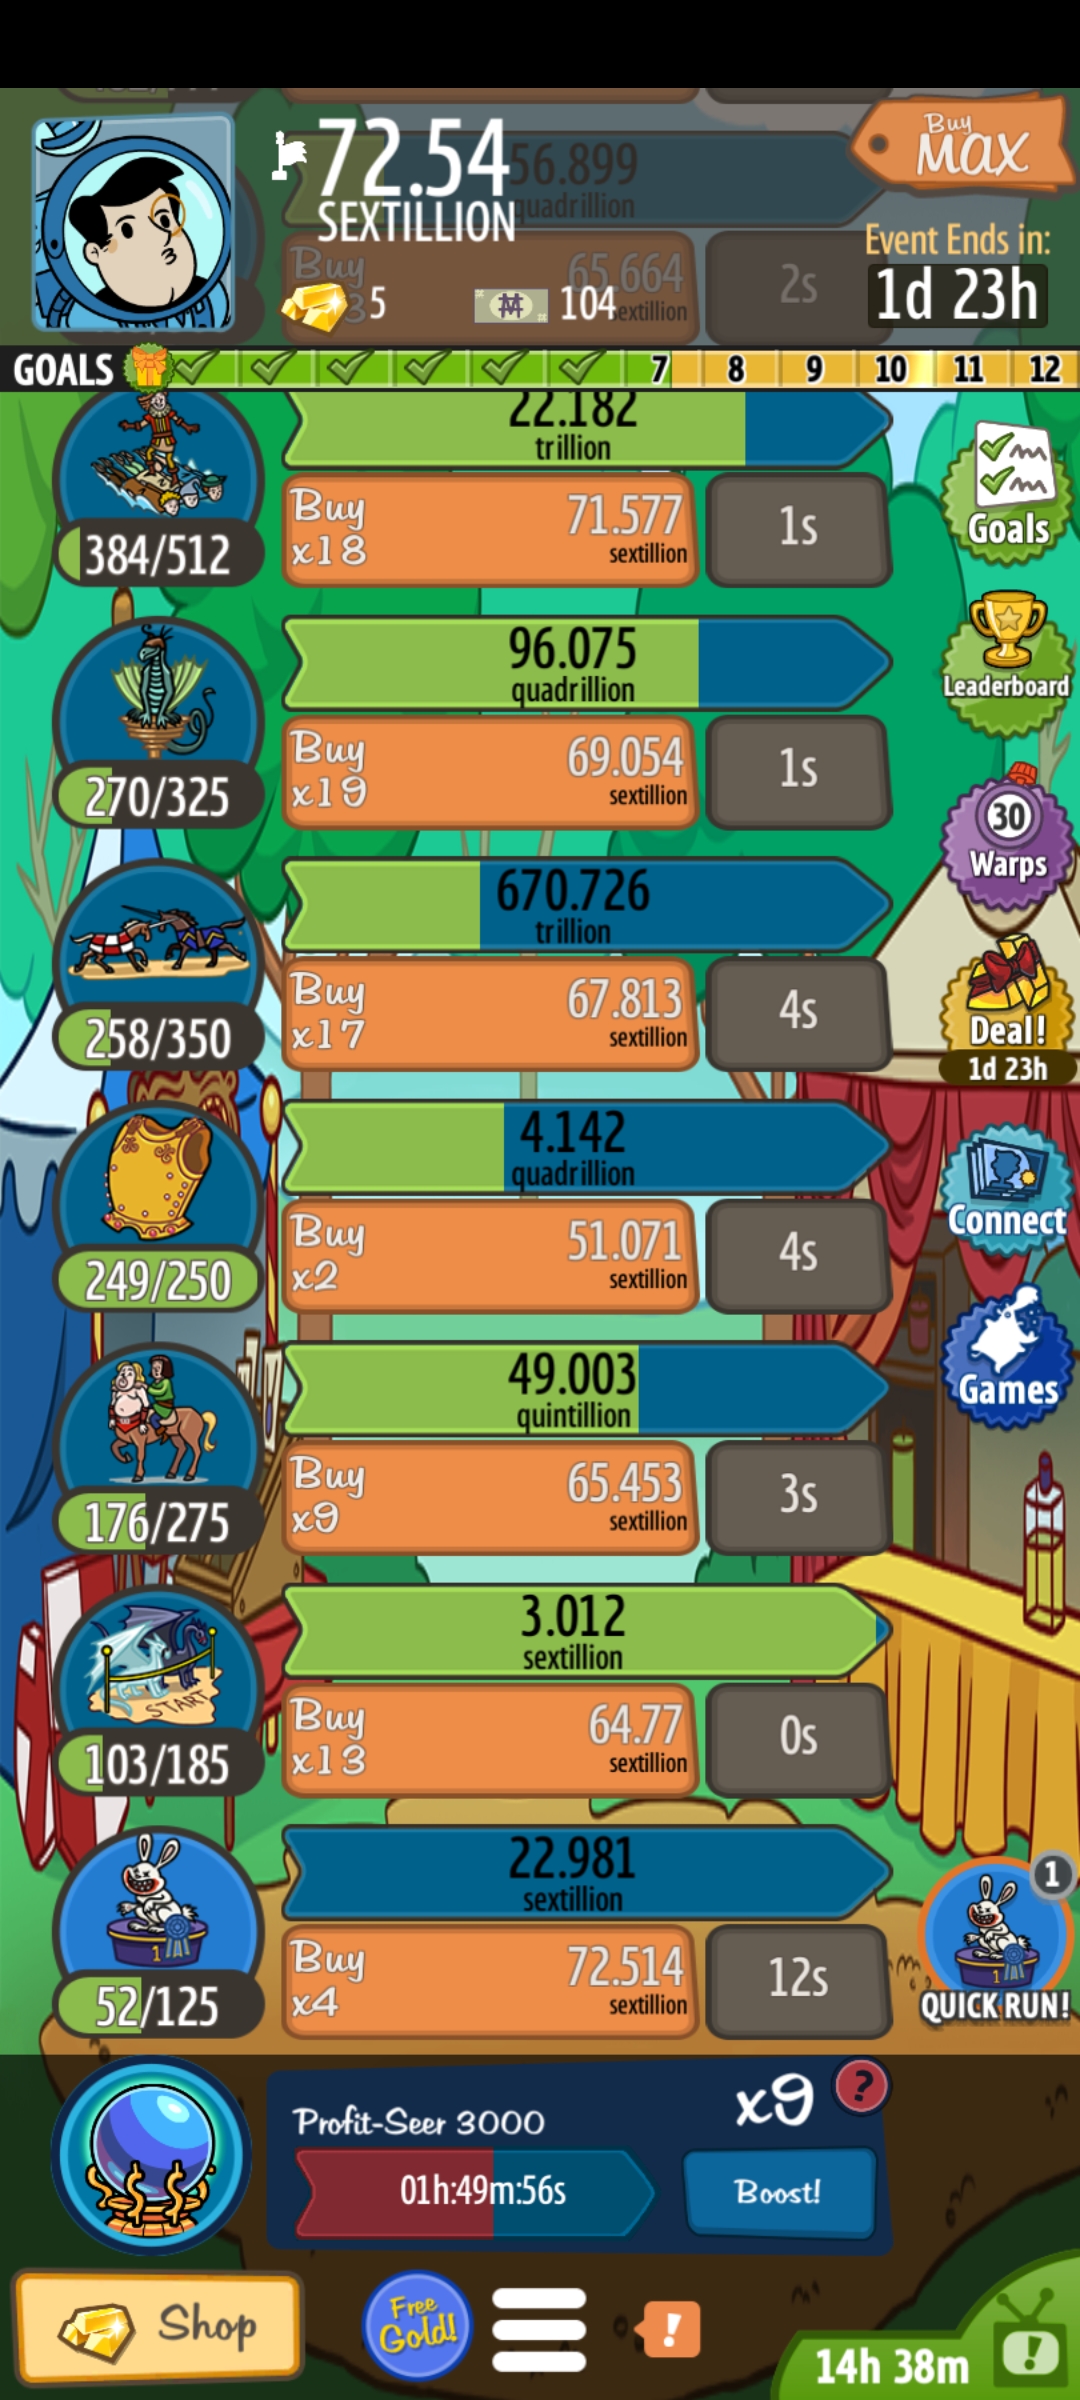 72.54
SEXTILLION
5
104
Buy
MAX
Event Ends in:
1d 23h
56.899
quadrillion
Buy
65.664
sextillion
2s
GOALS
7
8
9
10
11
12
22.182
trillion
Buy
x18
71.577
sextillion
1s
384/512
Goals
96.075
quadrillion
Buy
x19
69.054
sextillion
1s
270/325
Leaderboard
670.726
trillion
Buy
x17
67.813
sextillion
4s
258/350
30
Warps
Deal!
1d 23h
4.142
quadrillion
Buy
x2
51.071
sextillion
4s
249/250
Connect
49.003
quintillion
Buy
x9
65.453
sextillion
3s
176/275
Games
3.012
sextillion
START
Buy
x13
64.77
sextillion
0s
103/185
22.981
sextillion
1
Buy
x4
72.514
sextillion
12s
52/125
1
1
QUICK RUN!
Profit-Seer 3000
x9
?
01h:49m:56s
Boost!
Shop
Free
Gold!
!
14h 38m
!